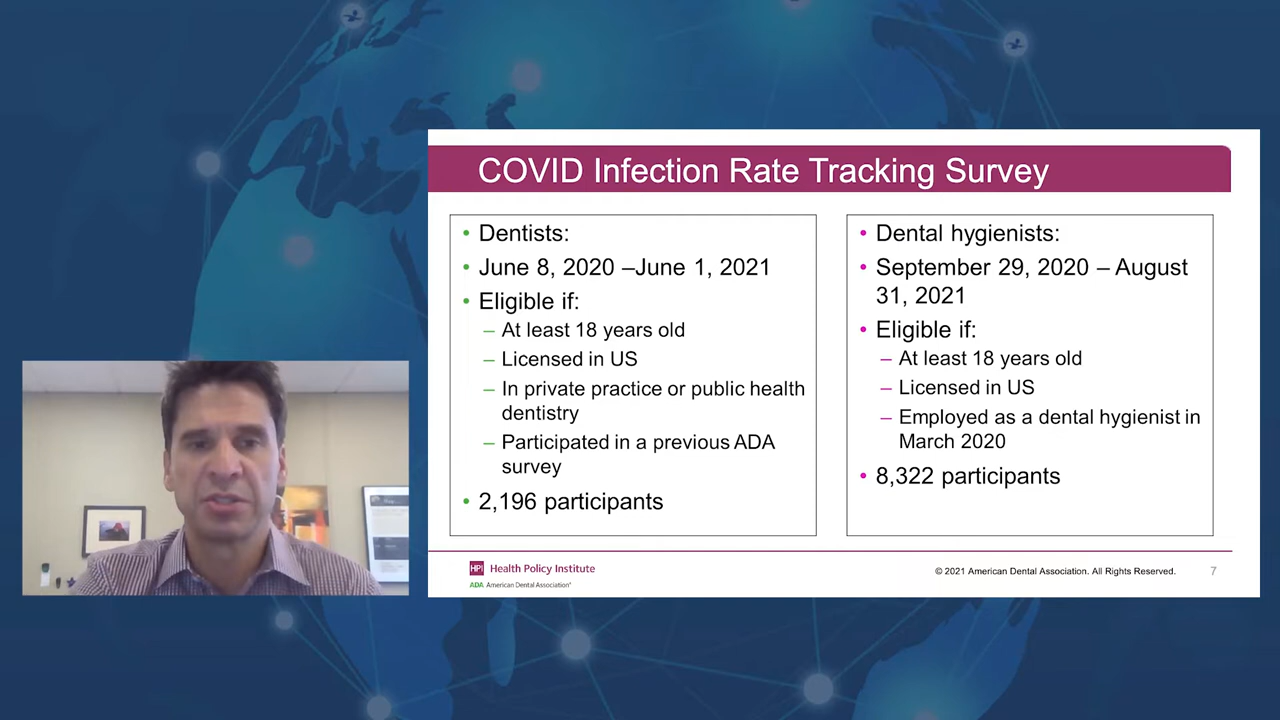 COVID Infection Rate Tracking Survey
• Dentists:
• June 8, 2020 –June 1, 2021
• Eligible if:
– At least 18 years old
– Licensed in US
– In private practice or public health
dentistry
– Participated in a previous ADA
survey
• 2,196 participants
• Dental hygienists:
• September 29, 2020 – August
31, 2021
• Eligible if:
– At least 18 years old
– Licensed in US
– Employed as a dental hygienist in
March 2020
• 8,322 participants
HPI Health Policy Institute
ADA American Dental Association®
© 2021 American Dental Association. All Rights Reserved.
7